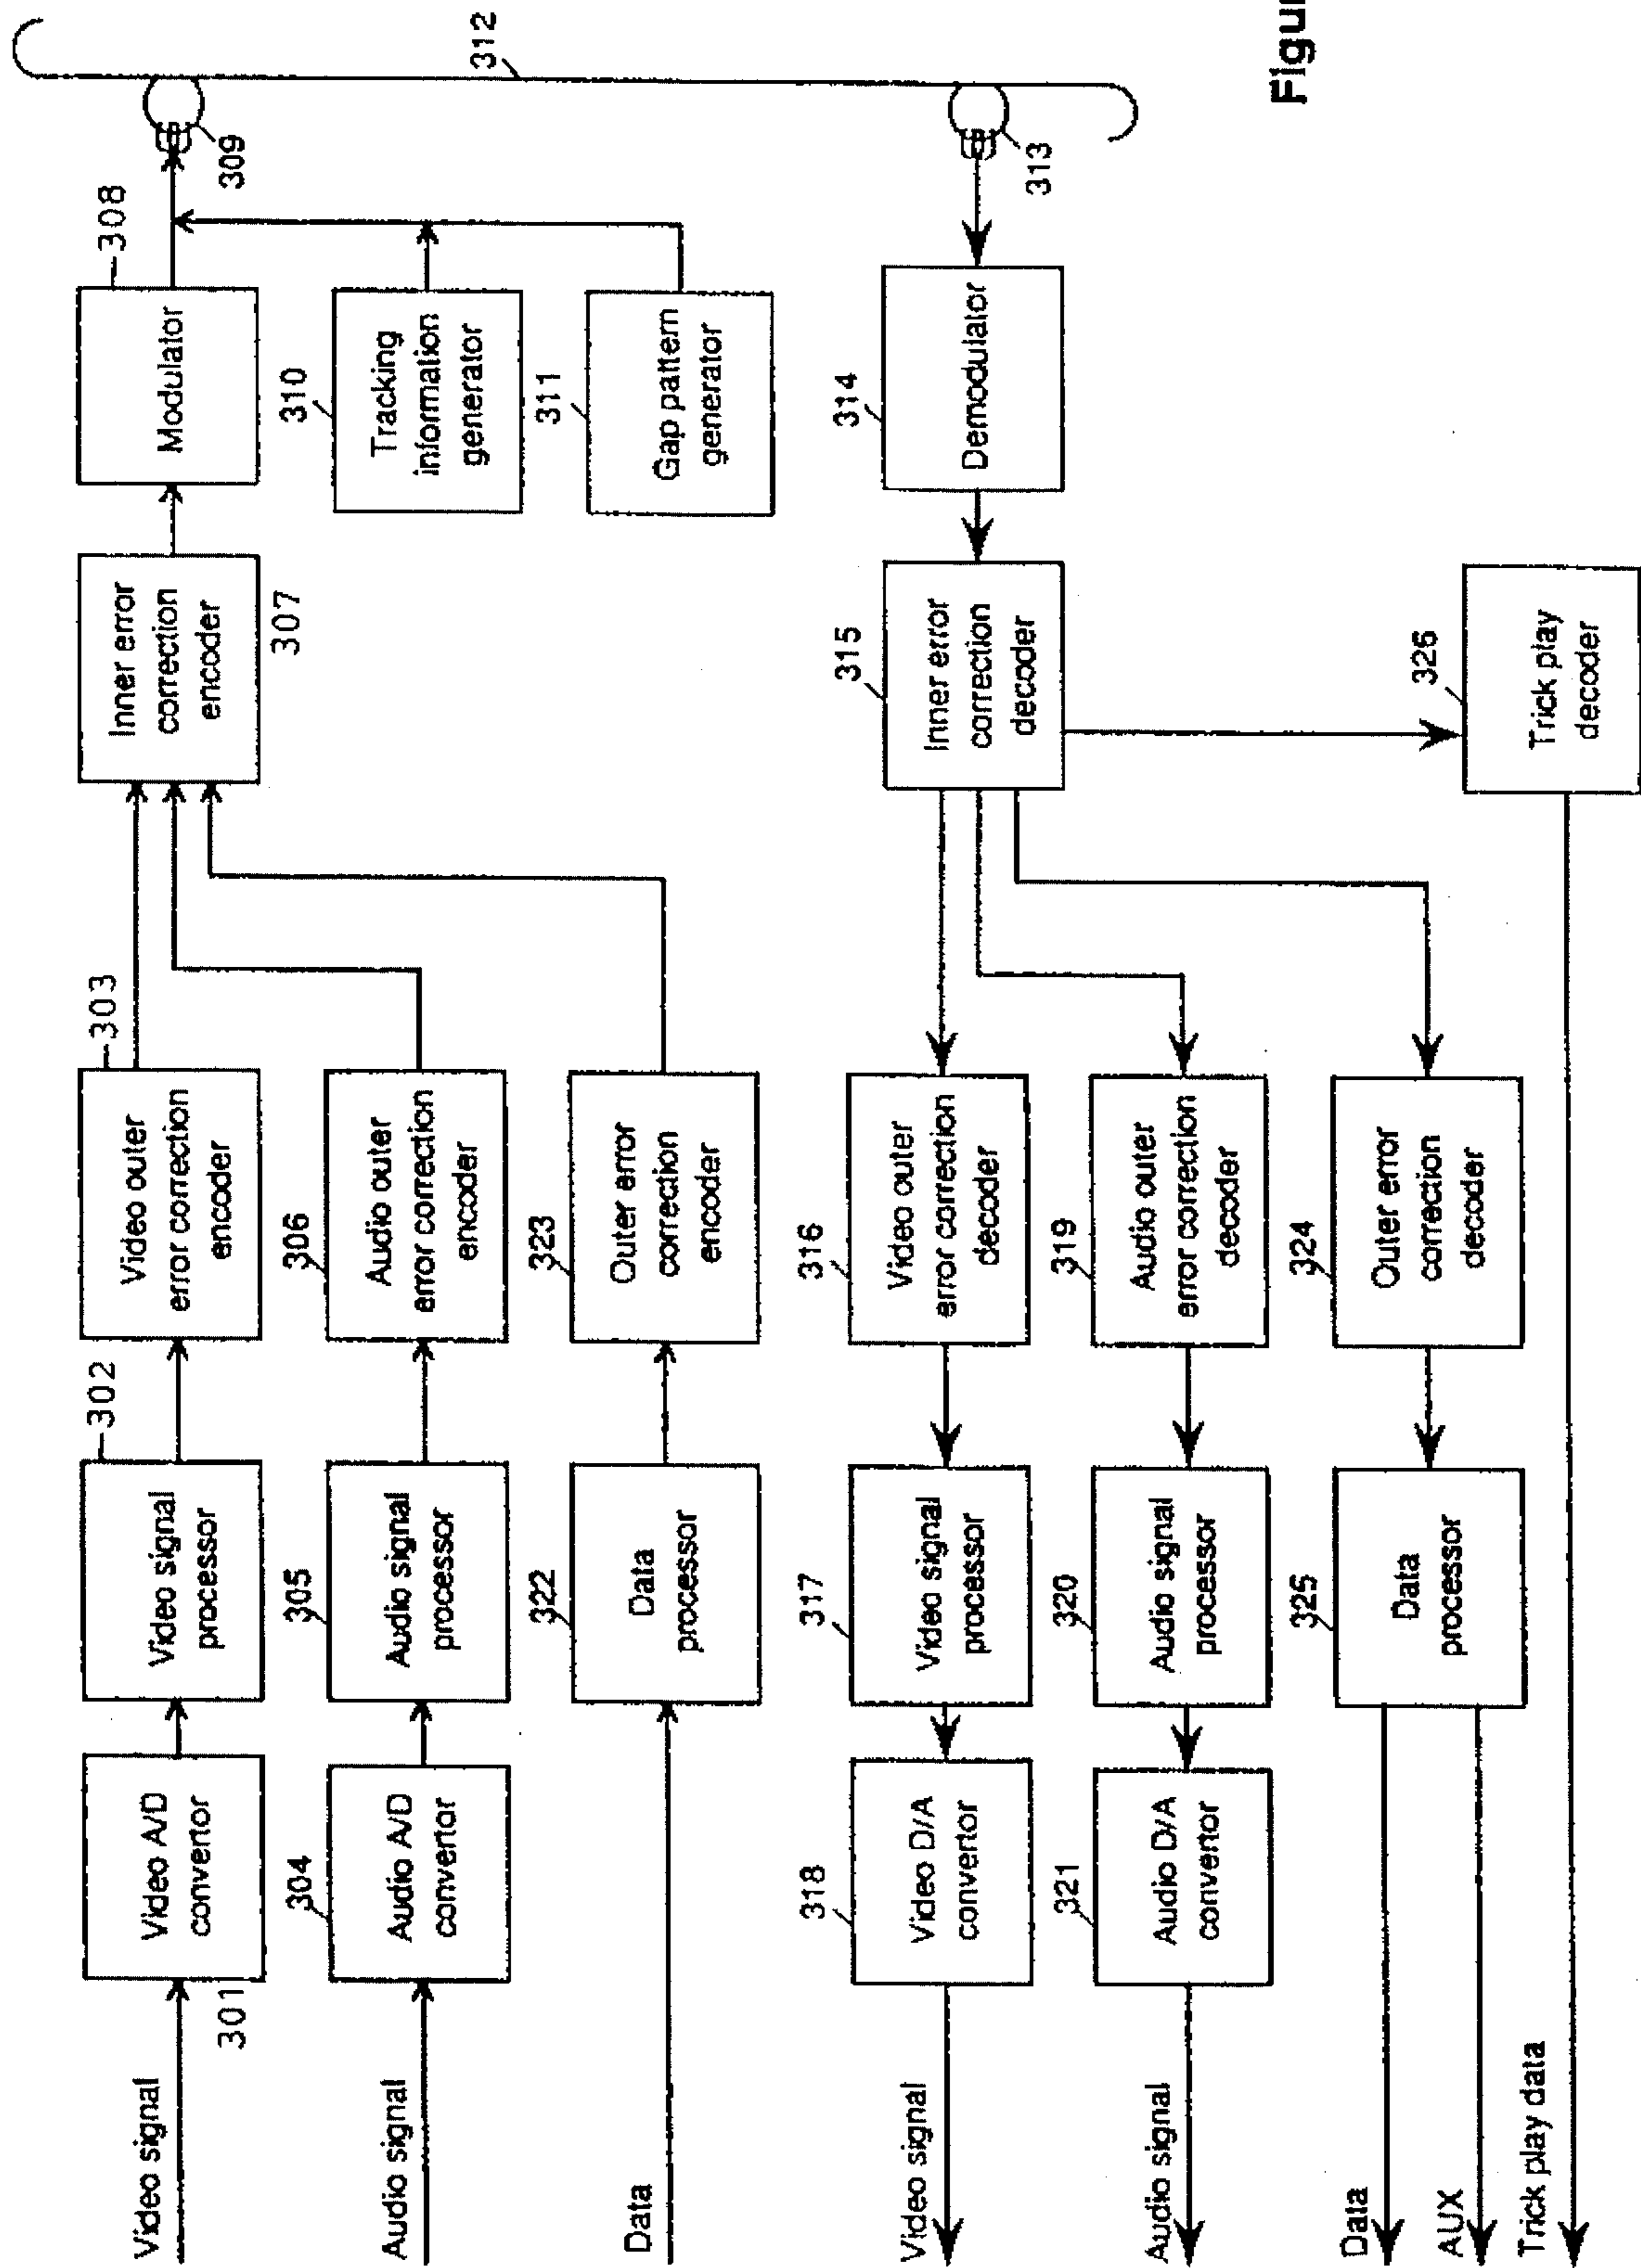 Video signal
301
Video A/D
convertor
302
Video signal
processor
303
Video outer
error correction
encoder
Inner error
correction
encoder
307
308
Modulator
309
312
Audio signal
304
Audio A/D
convertor
305
Audio signal
processor
306
Audio outer
error correction
encoder
310
Tracking
information
generator
Data
322
Data
processor
323
Outer error
correction
encoder
311
Gap pattern
generator
Video signal
318
Video D/A
convertor
317
Video signal
processor
316
Video outer
error correction
decoder
315
Inner error
correction
decoder
314
Demodulator
313
Audio signal
321
Audio D/A
convertor
320
Audio signal
processor
319
Audio outer
error correction
decoder
Data
AUX
325
Data
processor
324
Outer error
correction
decoder
326
Trick play
decoder
Trick play data
Figur